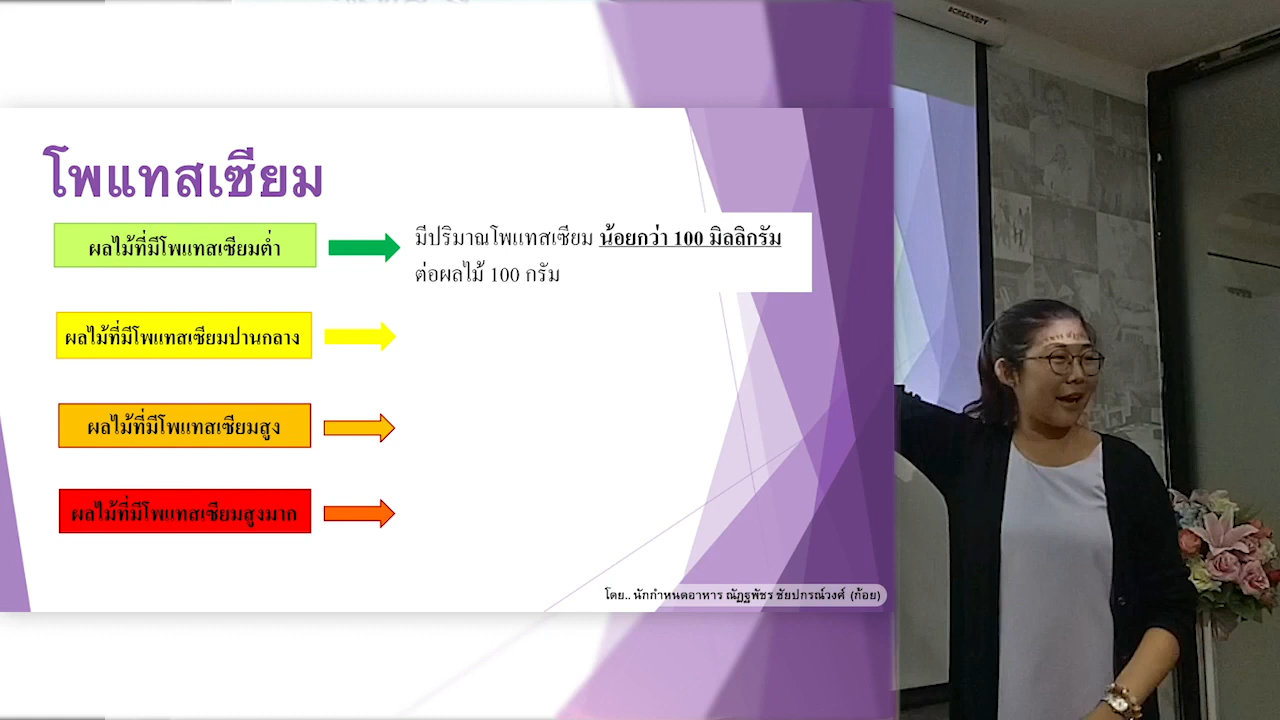 SCREENBOY
โพแทสเซียม
ผลไม้ที่มีโพแทสเซียมต่ำ
มีปริมาณโพแทสเซียม น้อยกว่า 100 มิลลิกรัม
ต่อผลไม้ 100 กรัม
ผลไม้ที่มีโพแทสเซียมปานกลาง
ผลไม้ที่มีโพแทสเซียมสูง
ผลไม้ที่มีโพแทสเซียมสูงมาก
โดย.. นักกำหนดอาหาร ณัฏฐพัชร ชัยปกรณ์วงศ์ (ก้อย)